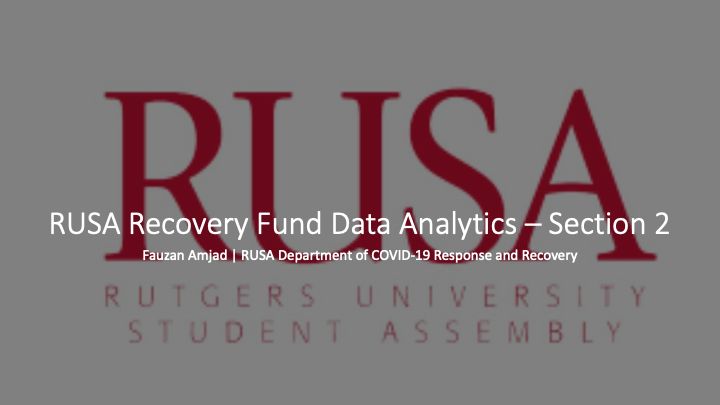 RUSA
RUSA Recovery Fund Data Analytics – Section 2
Fauzan Amjad | RUSA Department of COVID-19 Response and Recovery
RUTGERS UNIVERSITY
STUDENT ASSEMBLY